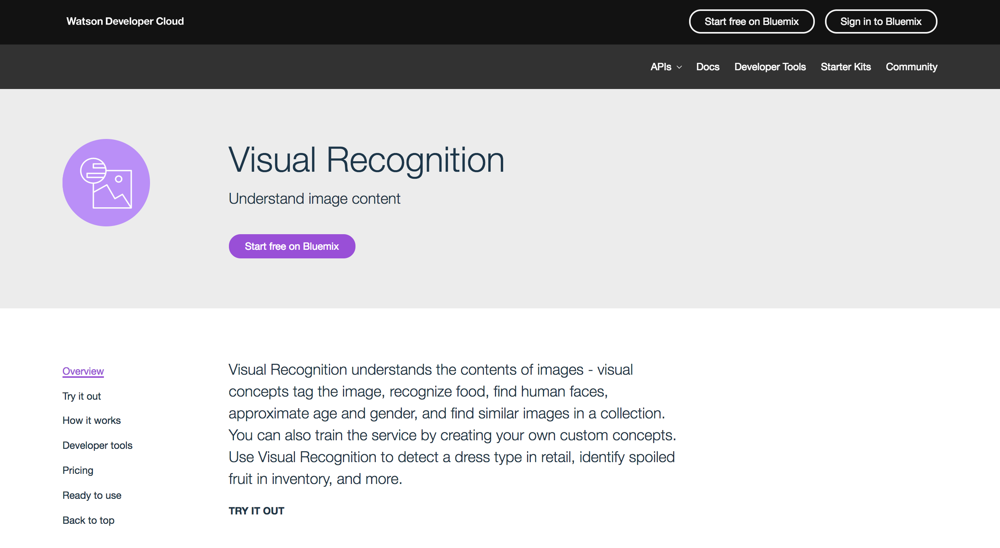 Watson Developer Cloud
Start free on Bluemix
Sign in to Bluemix
APIs
Docs
Developer Tools
Starter Kits
Community
Visual Recognition
Understand image content
Start free on Bluemix
Overview
Try it out
How it works
Developer tools
Pricing
Ready to use
Back to top
Visual Recognition understands the contents of images - visual
concepts tag the image, recognize food, find human faces,
approximate age and gender, and find similar images in a collection.
You can also train the service by creating your own custom concepts.
Use Visual Recognition to detect a dress type in retail, identify spoiled
fruit in inventory, and more.
TRY IT OUT